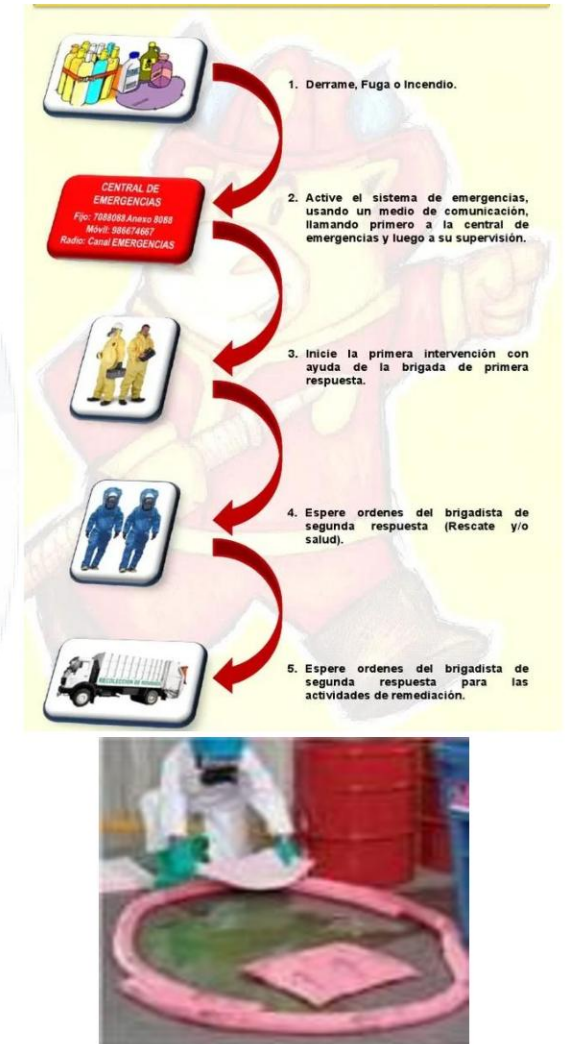 1. Derrame, Fuga o Incendio.
CENTRAL DE
EMERGENCIAS
Fijo: 7088088 Anexo 8088
Móvil: 986674667
Radio: Canal EMERGENCIAS
2. Active el sistema de emergencias,
usando un medio de comunicación,
llamando primero a la central de
emergencias y luego a su supervisión.
3. Inicie la primera intervención con
ayuda de la brigada de primera
respuesta.
4. Espere ordenes del brigadista de
segunda respuesta (Rescate y/o
salud).
RECOLECCION DE
5. Espere ordenes del brigadista de
segunda respuesta para las
actividades de remediación.